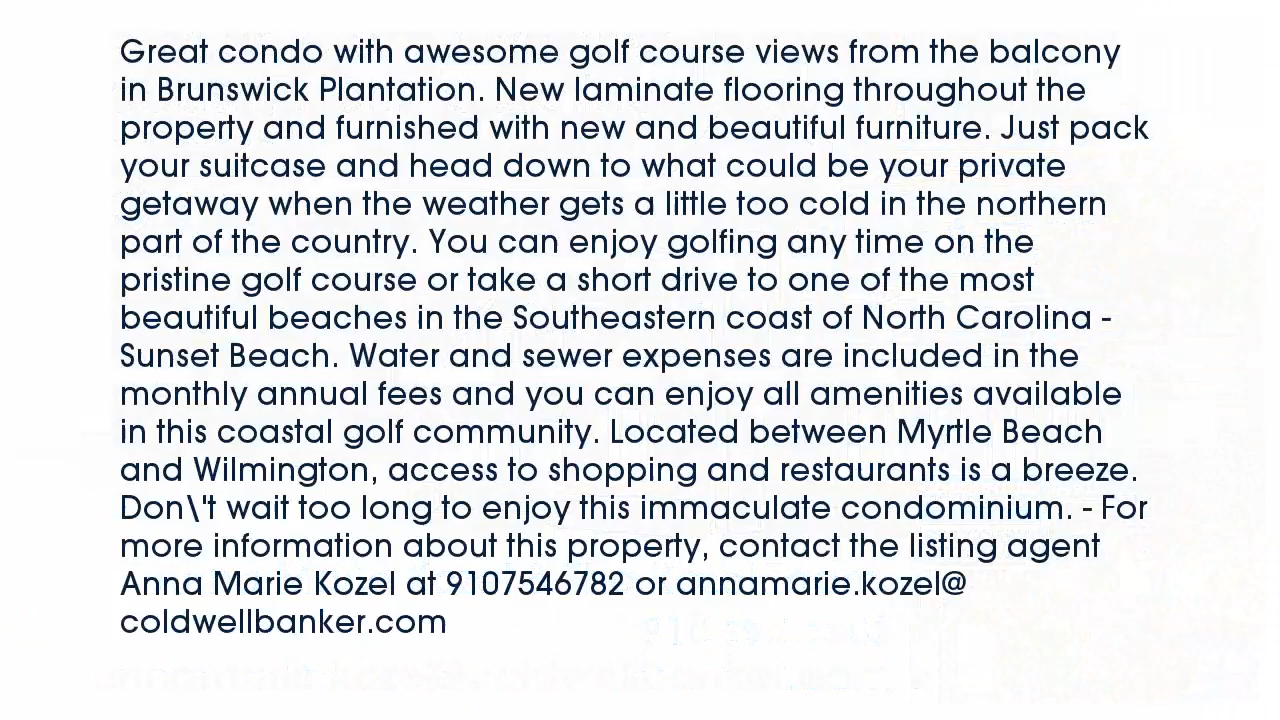 Great condo with awesome golf course views from the balcony
in Brunswick Plantation. New laminate flooring throughout the
property and furnished with new and beautiful furniture. Just pack
your suitcase and head down to what could be your private
getaway when the weather gets a little too cold in the northern
part of the country. You can enjoy golfing any time on the
pristine golf course or take a short drive to one of the most
beautiful beaches in the Southeastern coast of North Carolina -
Sunset Beach. Water and sewer expenses are included in the
monthly annual fees and you can enjoy all amenities available
in this coastal golf community. Located between Myrtle Beach
and Wilmington, access to shopping and restaurants is a breeze.
Don\'t wait too long to enjoy this immaculate condominium. - For
more information about this property, contact the listing agent
Anna Marie Kozel at 9107546782 or annamarie.kozel@
coldwellbanker.com